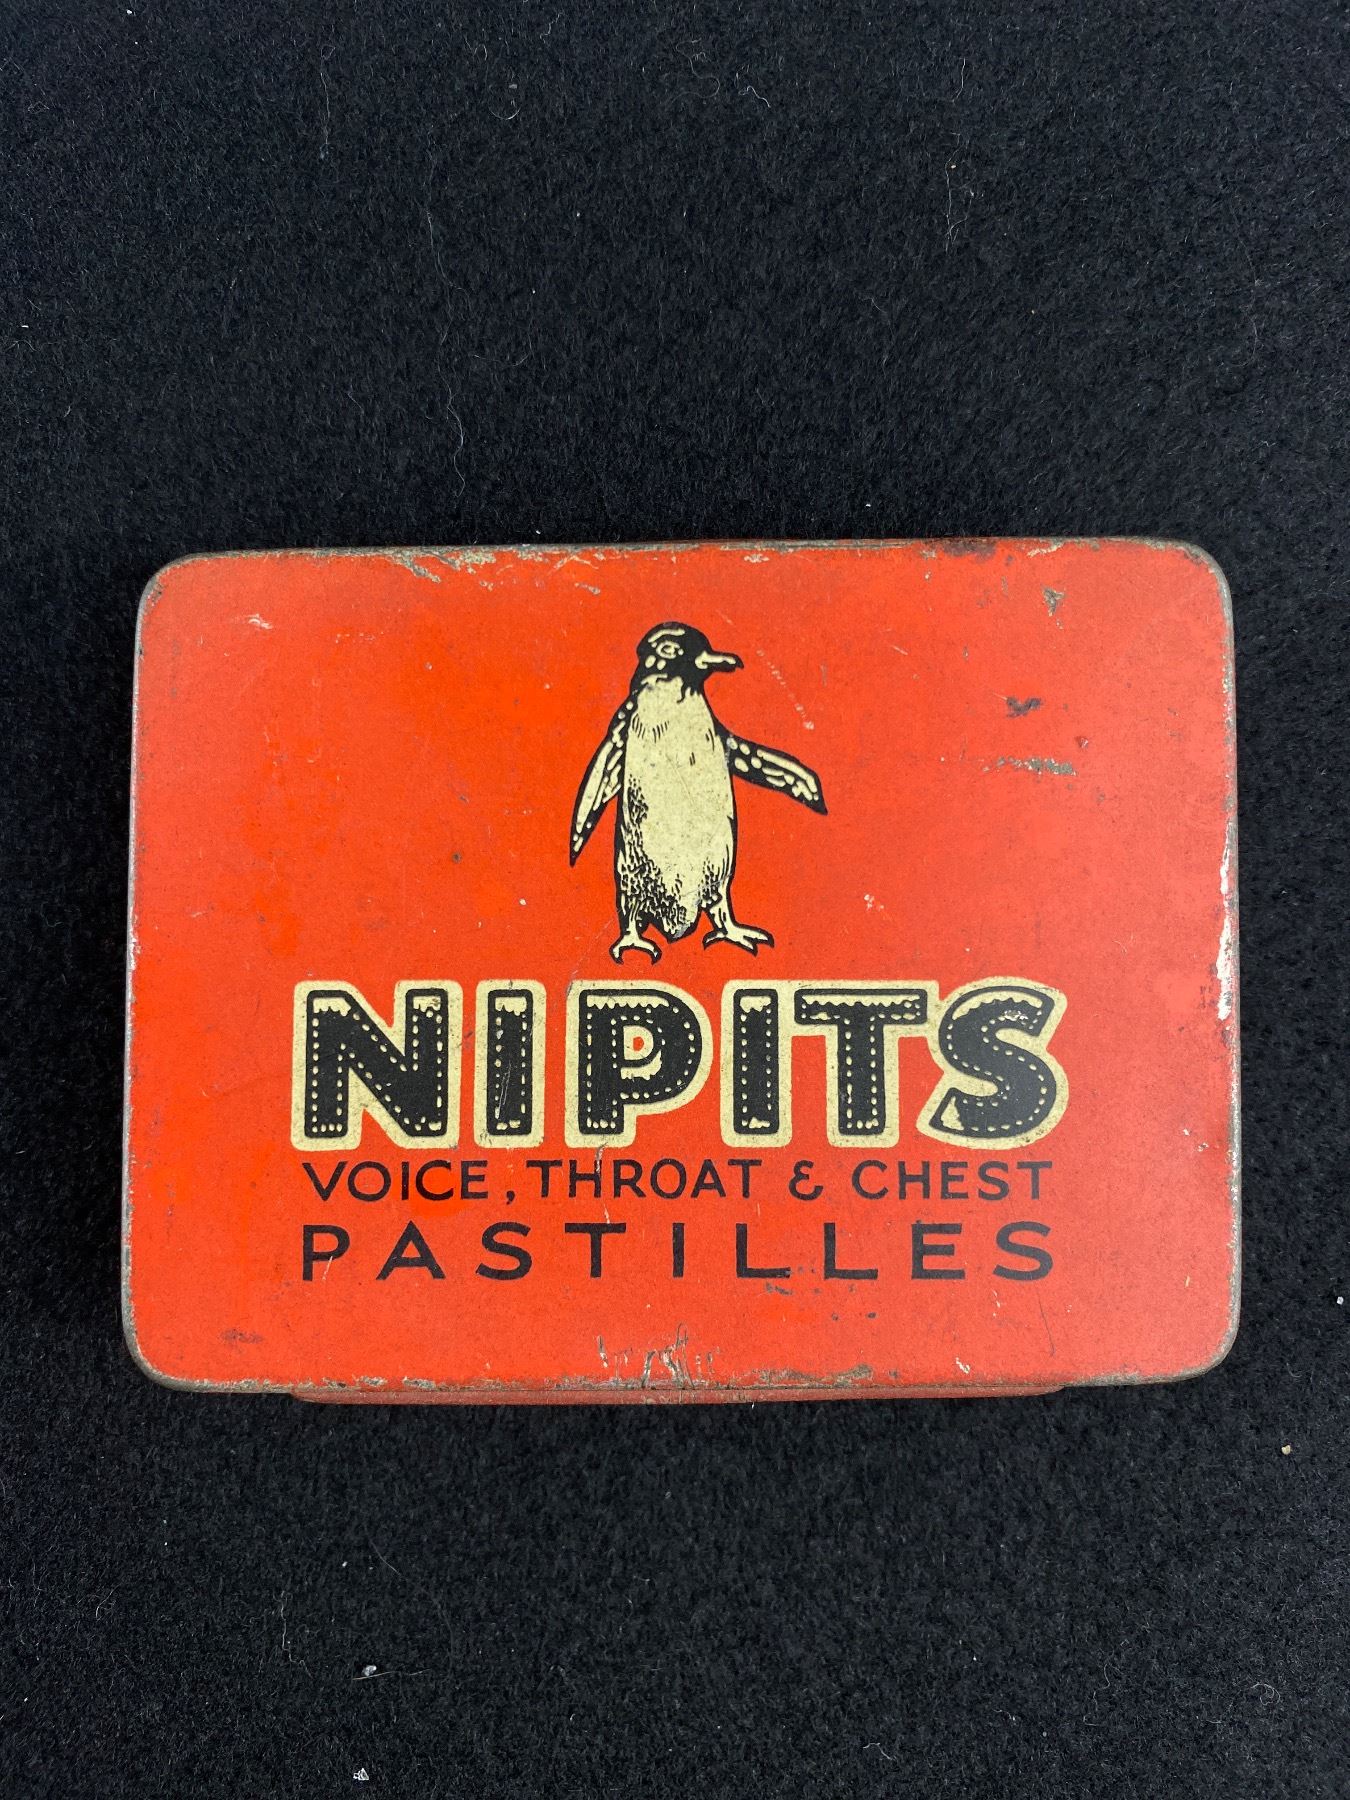 NIPITS
VOICE, THROAT & CHEST
PASTILLES